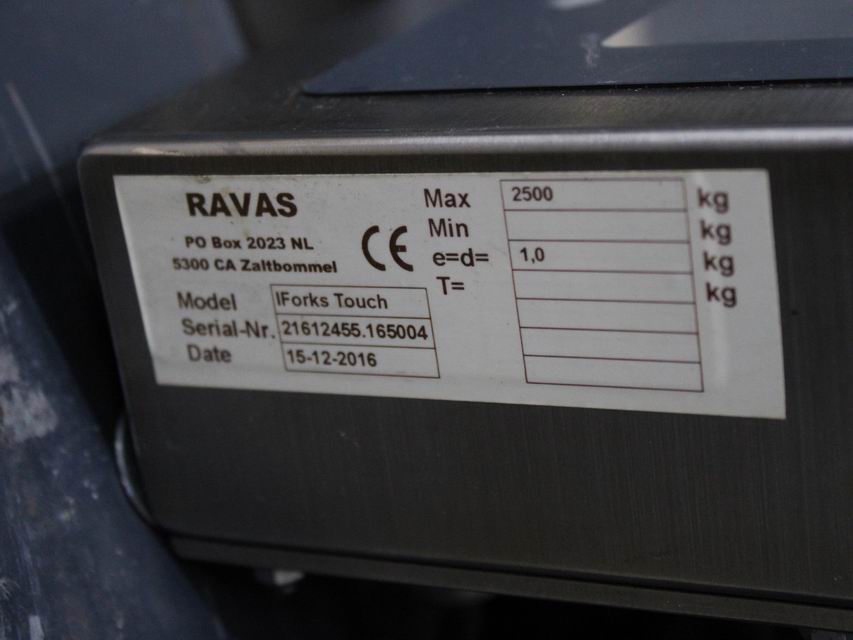 RAVAS
PO Box 2023 NL
5300 CA Zaltbommel
CE
Model IForks Touch
Serial-Nr. 21612455.165004
Date 15-12-2016
Max 2500 kg
Min kg
e=d= 1,0 kg
T= kg